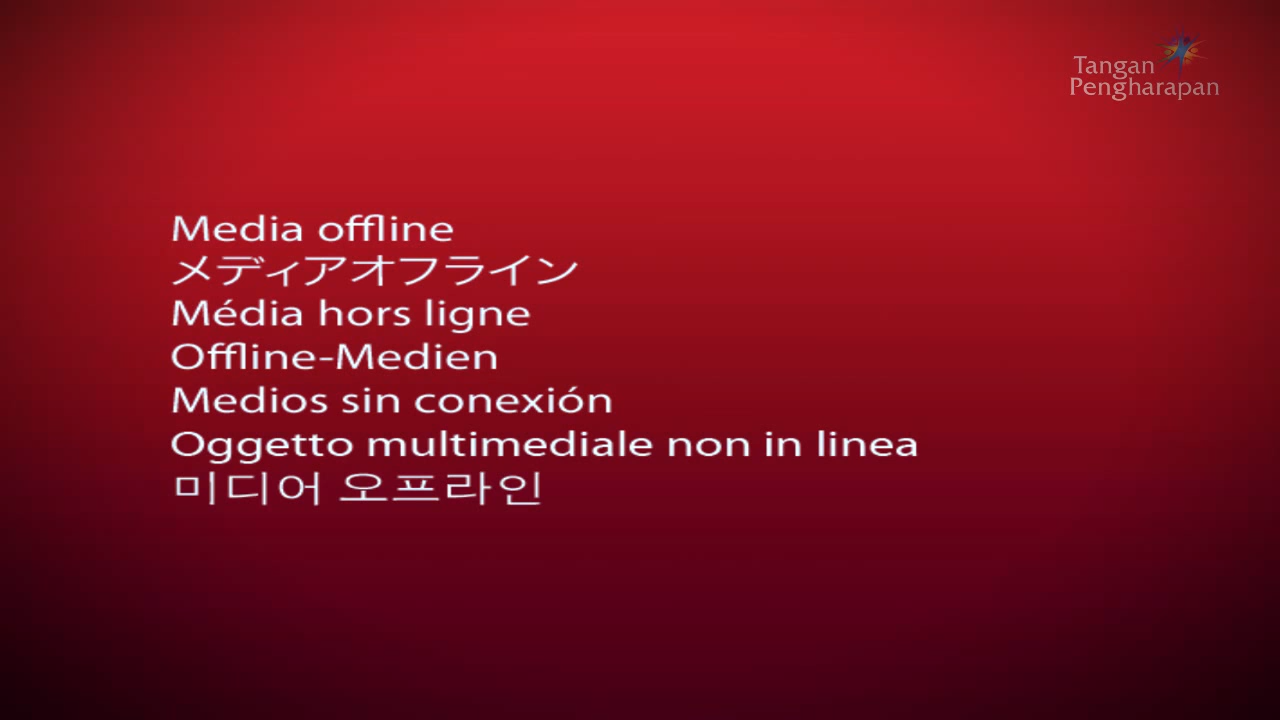 Tangan
Pengharapan
Media offline
メディアオフライン
Média hors ligne
Offline-Medien
Medios sin conexión
Oggetto multimediale non in linea
미디어 오프라인